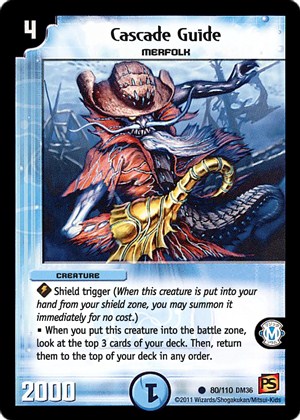 4
Cascade Guide
MERFOLK
CREATURE
Shield trigger (When this creature is put into your
hand from your shield zone, you may summon it
immediately for no cost.)
▪ When you put this creature into the battle zone,
look at the top 3 cards of your deck. Then, return
them to the top of your deck in any order.
M
2000
1
● 80/110 DM36
PS
©2011 Wizards/Shogakukan/Mitsui-Kids